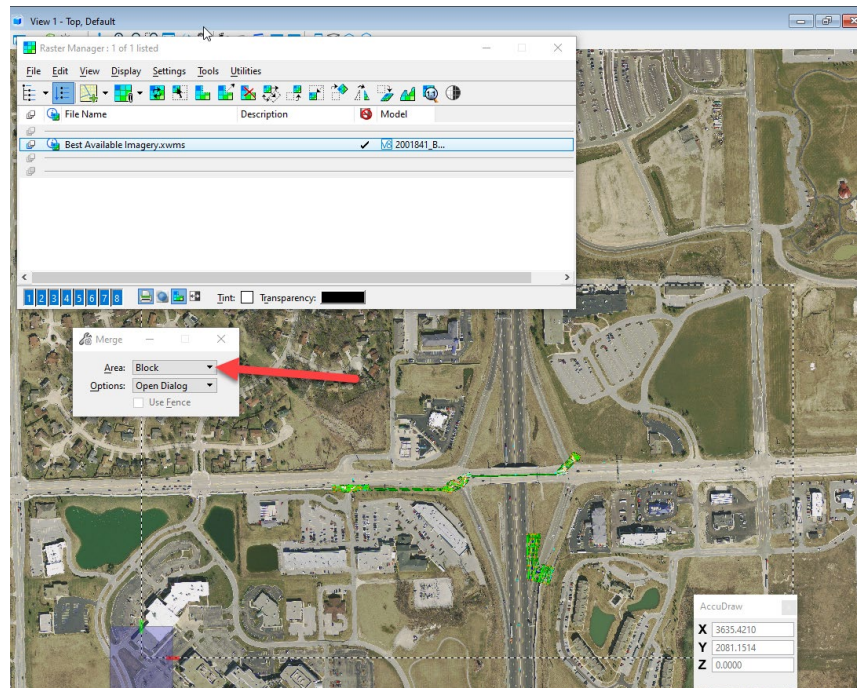 View 1 - Top, Default
Raster Manager : 1 of 1 listed
File Edit View Display Settings Tools Utilities
File Name Description Model
Best Available Imagery.xwms V8 2001841_B...
1 2 3 4 5 6 7 8 Tint: Transparency:
Merge
Area: Block
Options: Open Dialog
Use Fence
AccuDraw
X 3635.4210
Y 2081.1514
Z 0.0000